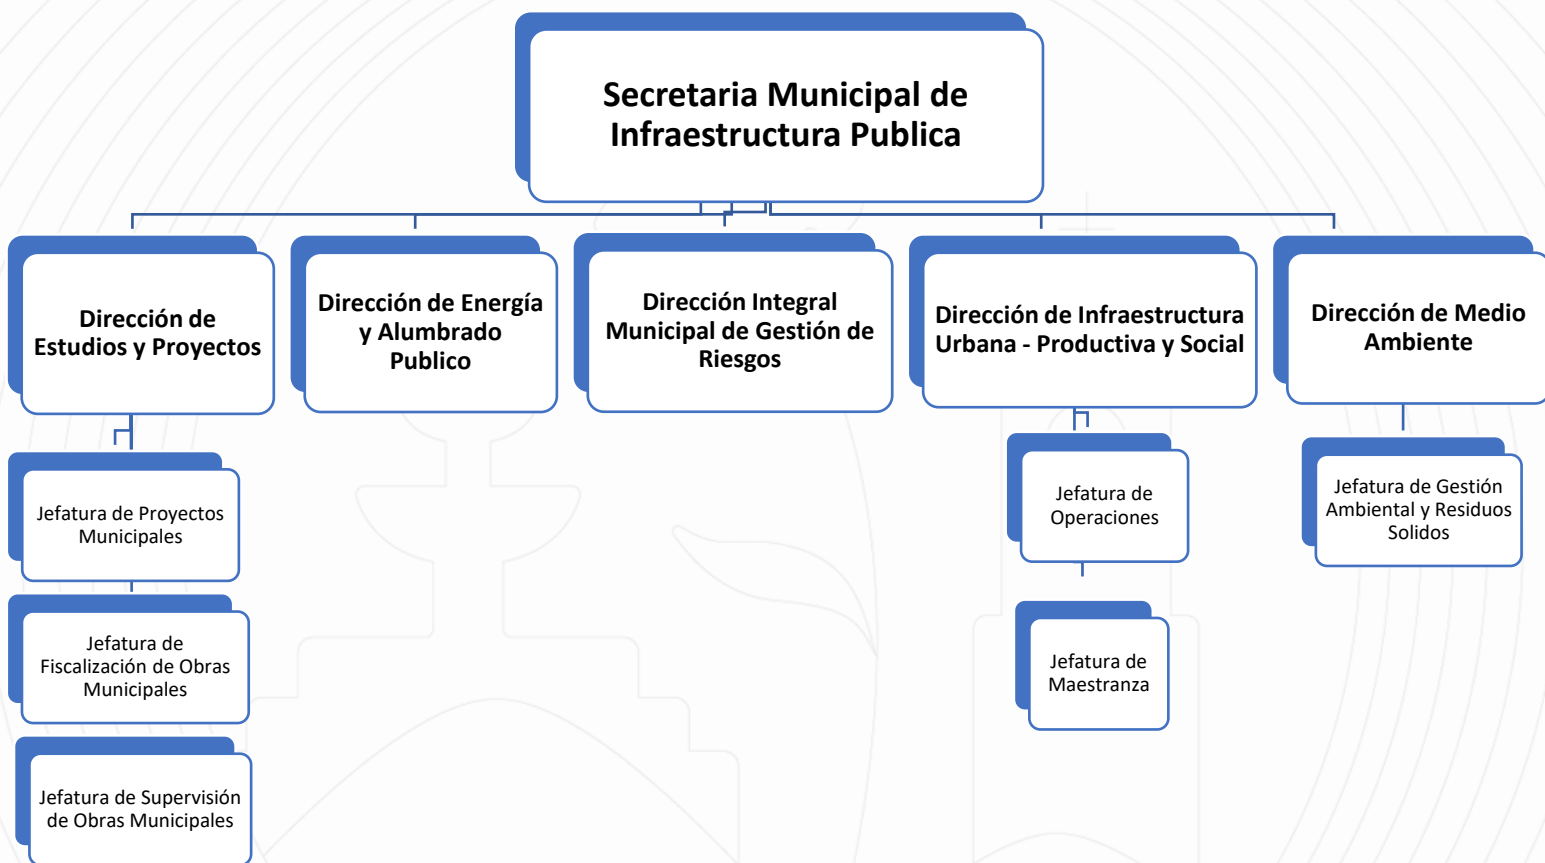 Secretaria Municipal de
Infraestructura Publica
Dirección de
Estudios y Proyectos
Dirección de Energía
y Alumbrado
Publico
Dirección Integral
Municipal de Gestión de
Riesgos
Dirección de Infraestructura
Urbana - Productiva y Social
Dirección de Medio
Ambiente
Jefatura de Proyectos
Municipales
Jefatura de
Operaciones
Jefatura de Gestión
Ambiental y Residuos
Solidos
Jefatura de
Fiscalización de Obras
Municipales
Jefatura de
Maestranza
Jefatura de Supervisión
de Obras Municipales